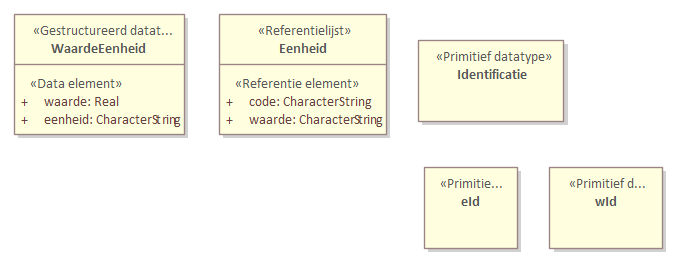 «Gestructureerd datat...
WaardeEenheid
«Data element»
+ waarde: Real
+ eenheid: CharacterString
«Referentielijst»
Eenheid
«Referentie element»
+ code: CharacterString
+ waarde: CharacterString
«Primitief datatype»
Identificatie
«Primitie...
eId
«Primitief d...
wId